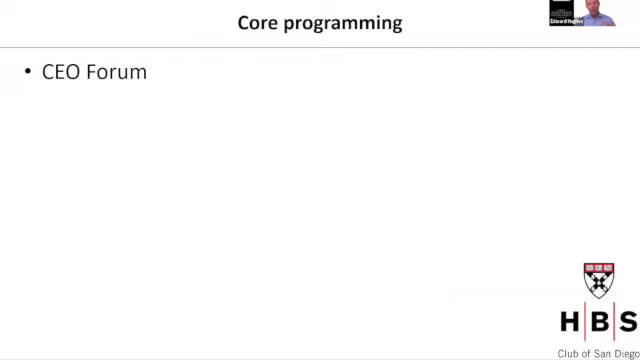 Core programming
Edward Hughes
• CEO Forum
H|B|S
Club of San Diego